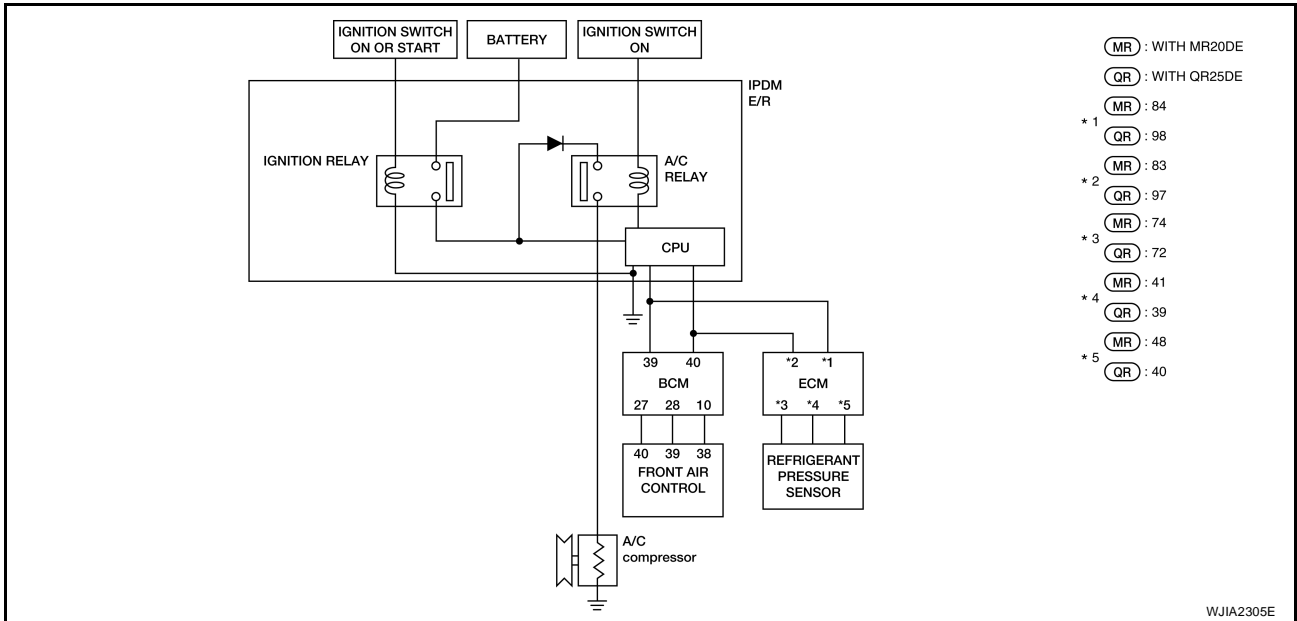 IGNITION SWITCH
ON OR START
BATTERY
IGNITION SWITCH
ON
IPDM
E/R
IGNITION RELAY
A/C
RELAY
CPU
39 40
BCM
27 28 10
*2 *1
ECM
*3 *4 *5
40 39 38
FRONT AIR
CONTROL
REFRIGERANT
PRESSURE
SENSOR
A/C
compressor
MR : WITH MR20DE
QR : WITH QR25DE
* 1
MR : 84
QR : 98
* 2
MR : 83
QR : 97
* 3
MR : 74
QR : 72
* 4
MR : 41
QR : 39
* 5
MR : 48
QR : 40
WJIA2305E